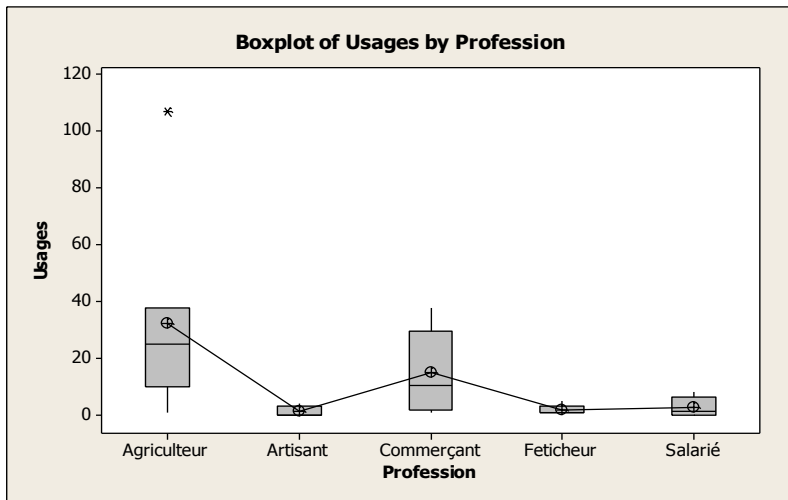 Boxplot of Usages by Profession
120
100
80
60
40
20
0
Usages
Agriculteur Artisant Commerçant Feticheur Salarié
Profession